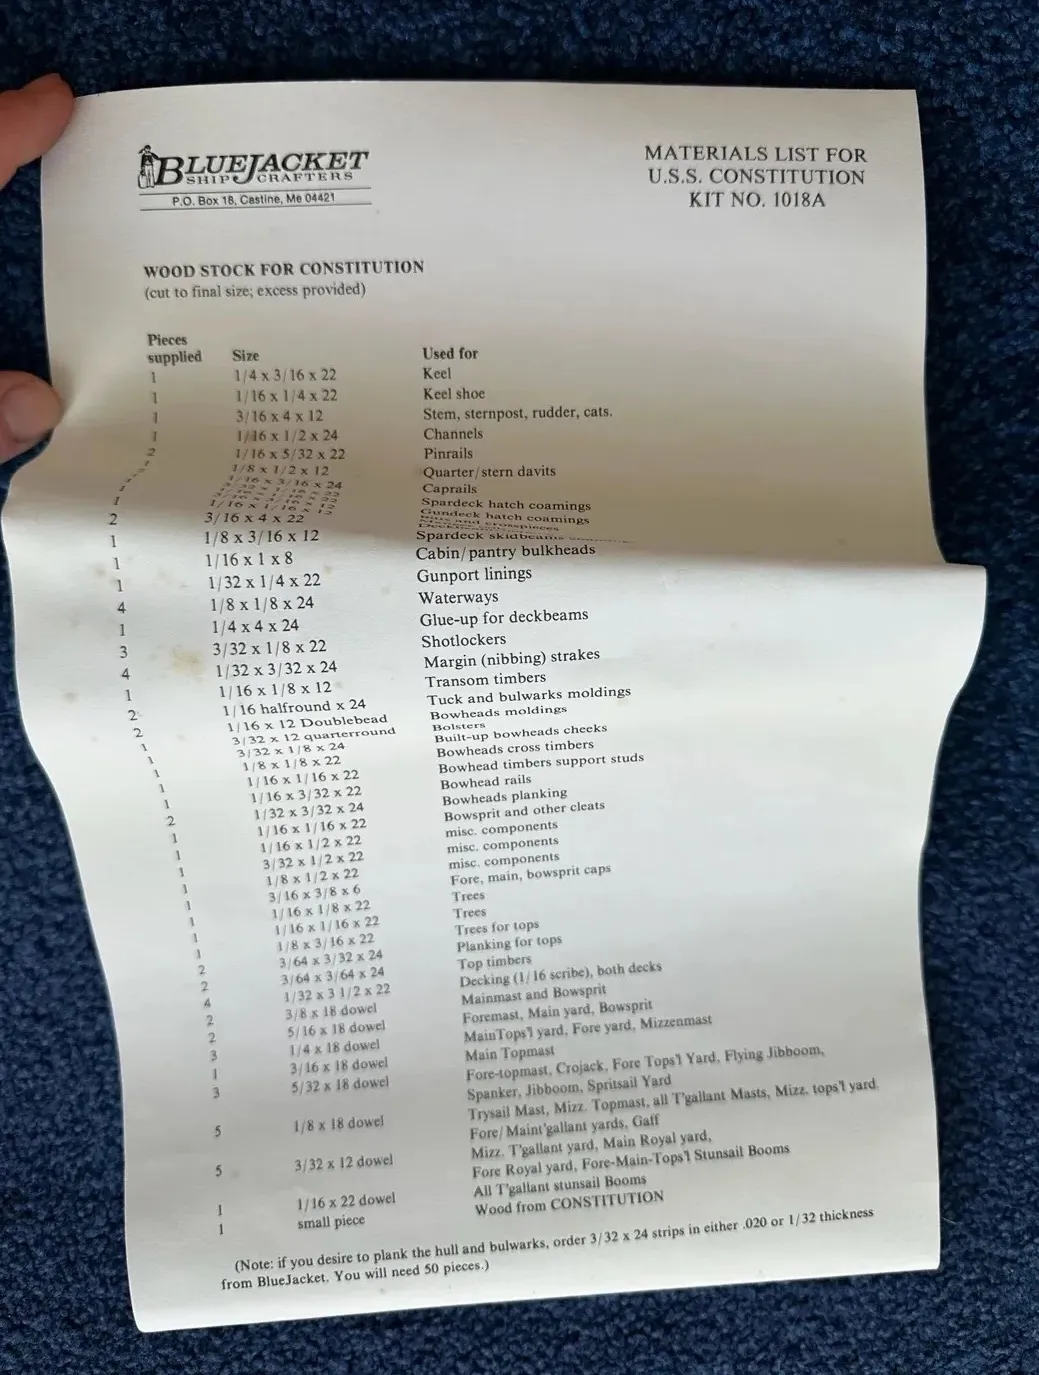 BLUEJACKET
SHIP CRAFTERS
P.O. Box 18, Castine, Me 04421
MATERIALS LIST FOR
U.S.S. CONSTITUTION
KIT NO. 1018A
WOOD STOCK FOR CONSTITUTION
(cut to final size; excess provided)
Pieces
supplied Size Used for
1 1/4 x 3/16 x 22 Keel
1 1/16 x 1/4 x 22 Keel shoe
1 3/16 x 4 x 12 Stem, sternpost, rudder, cats.
1 1/16 x 1/2 x 24 Channels
2 1/16 x 5/32 x 22 Pinrails
1/8 x 1/2 x 12 Quarter/stern davits
1/16 x 3/16 x 24 Caprails
Spardeck hatch coamings
Gundeck hatch coamings
and crosspieces
1 1/16 x 1/16 x 12
2 3/16 x 4 x 22
1 1/8 x 3/16 x 12 Spardeck skidbeams
1 1/16 x 1 x 8 Cabin/pantry bulkheads
1 1/32 x 1/4 x 22 Gunport linings
4 1/8 x 1/8 x 24 Waterways
1 1/4 x 4 x 24 Glue-up for deckbeams
3 3/32 x 1/8 x 22 Shotlockers
4 1/32 x 3/32 x 24 Margin (nibbing) strakes
1 1/16 x 1/8 x 12 Transom timbers
2 1/16 halfround x 24 Tuck and bulwarks moldings
2 1/16 x 12 Doublebead Bowheads moldings
1 3/32 x 12 quarterround Bolsters
1 3/32 x 1/8 x 24 Built-up bowheads cheeks
1 1/8 x 1/8 x 22 Bowheads cross timbers
1 1/16 x 1/16 x 22 Bowhead timbers support studs
1 1/16 x 3/32 x 22 Bowhead rails
2 1/32 x 3/32 x 24 Bowheads planking
1 1/16 x 1/16 x 22 Bowsprit and other cleats
1 1/16 x 1/2 x 22 misc. components
1 3/32 x 1/2 x 22 misc. components
1 1/8 x 1/2 x 22 misc. components
1 3/16 x 3/8 x 6 Fore, main, bowsprit caps
1 1/16 x 1/8 x 22 Trees
1 1/16 x 1/16 x 22 Trees
1 1/8 x 3/16 x 22 Trees for tops
2 3/64 x 3/32 x 24 Planking for tops
2 3/64 x 3/64 x 24 Top timbers
4 1/32 x 3 1/2 x 22 Decking (1/16 scribe), both decks
2 3/8 x 18 dowel Mainmast and Bowsprit
2 5/16 x 18 dowel Foremast, Main yard, Bowsprit
3 1/4 x 18 dowel MainTops'l yard, Fore yard, Mizzenmast
1 3/16 x 18 dowel Main Topmast
3 5/32 x 18 dowel Fore-topmast, Crojack, Fore Tops'l Yard, Flying Jibboom,
Spanker, Jibboom, Spritsail Yard
5 1/8 x 18 dowel Trysail Mast, Mizz. Topmast, all T'gallant Masts, Mizz. tops'l yard.
Fore/Maint'gallant yards, Gaff
5 3/32 x 12 dowel Mizz. T'gallant yard, Main Royal yard,
Fore Royal yard, Fore-Main-Tops'l Stunsail Booms
1 1/16 x 22 dowel All T'gallant stunsail Booms
1 small piece Wood from CONSTITUTION
(Note: if you desire to plank the hull and bulwarks, order 3/32 x 24 strips in either .020 or 1/32 thickness
from BlueJacket. You will need 50 pieces.)